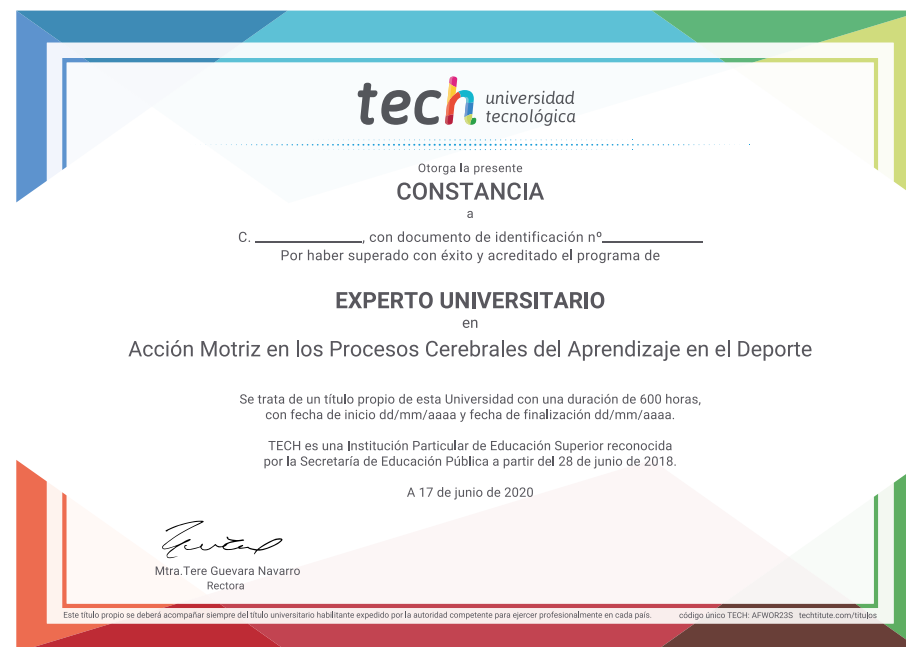 tech universidad
tecnológica
Otorga la presente
CONSTANCIA
a
C. ____________, con documento de identificación nº____________
Por haber superado con éxito y acreditado el programa de
EXPERTO UNIVERSITARIO
en
Acción Motriz en los Procesos Cerebrales del Aprendizaje en el Deporte
Se trata de un título propio de esta Universidad con una duración de 600 horas,
con fecha de inicio dd/mm/aaaa y fecha de finalización dd/mm/aaaa.
TECH es una Institución Particular de Educación Superior reconocida
por la Secretaría de Educación Pública a partir del 28 de junio de 2018.
A 17 de junio de 2020
Mtra.Tere Guevara Navarro
Rectora
Este título propio se deberá acompañar siempre del título universitario habilitante expedido por la autoridad competente para ejercer profesionalmente en cada país. código único TECH: AFWOR23S techtitute.com/titulos